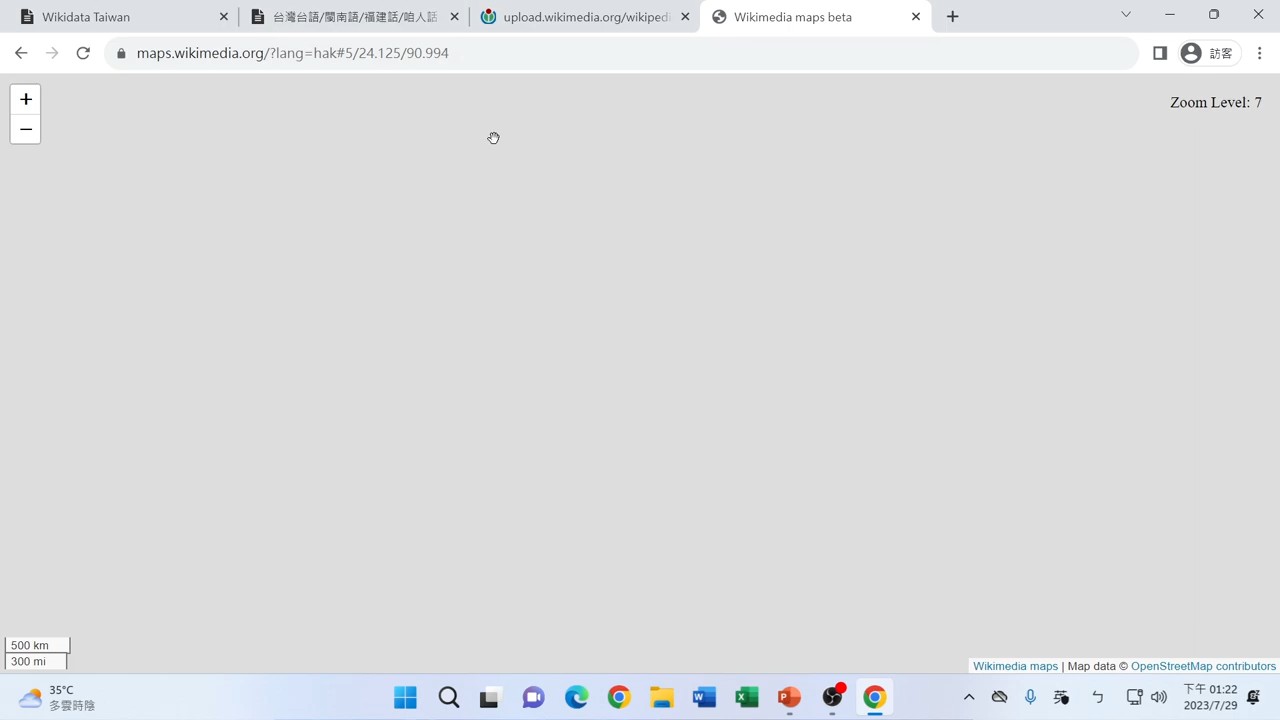 Wikidata Taiwan
台灣台語/閩南語/福建話/咱人話
upload.wikimedia.org/wikipedi
Wikimedia maps beta
maps.wikimedia.org/?lang=hak#5/24.125/90.994
訪客
+
−
Zoom Level: 7
500 km
300 mi
Wikimedia maps | Map data © OpenStreetMap contributors
35°C
多雲時陰
英
ㄅ
下午 01:22
2023/7/29